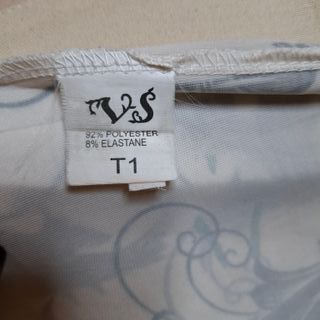 VS
92% POLYESTER
8% ELASTANE
T1